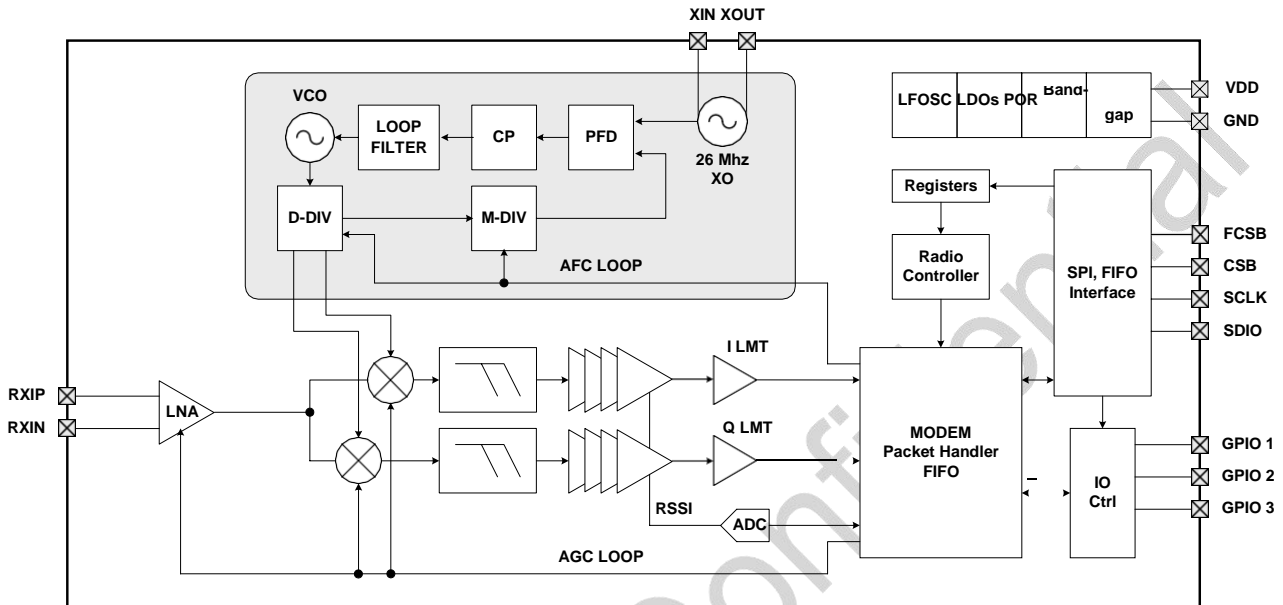 XIN XOUT
VCO
LOOP
FILTER
CP
PFD
26 Mhz
XO
D-DIV
M-DIV
AFC LOOP
LFOSC
LDOs POR
Band-
gap
VDD
GND
Registers
Radio
Controller
SPI, FIFO
Interface
FCSB
CSB
SCLK
SDIO
RXIP
RXIN
LNA
I LMT
Q LMT
RSSI
ADC
AGC LOOP
MODEM
Packet Handler
FIFO
IO
Ctrl
GPIO 1
GPIO 2
GPIO 3
Confidential